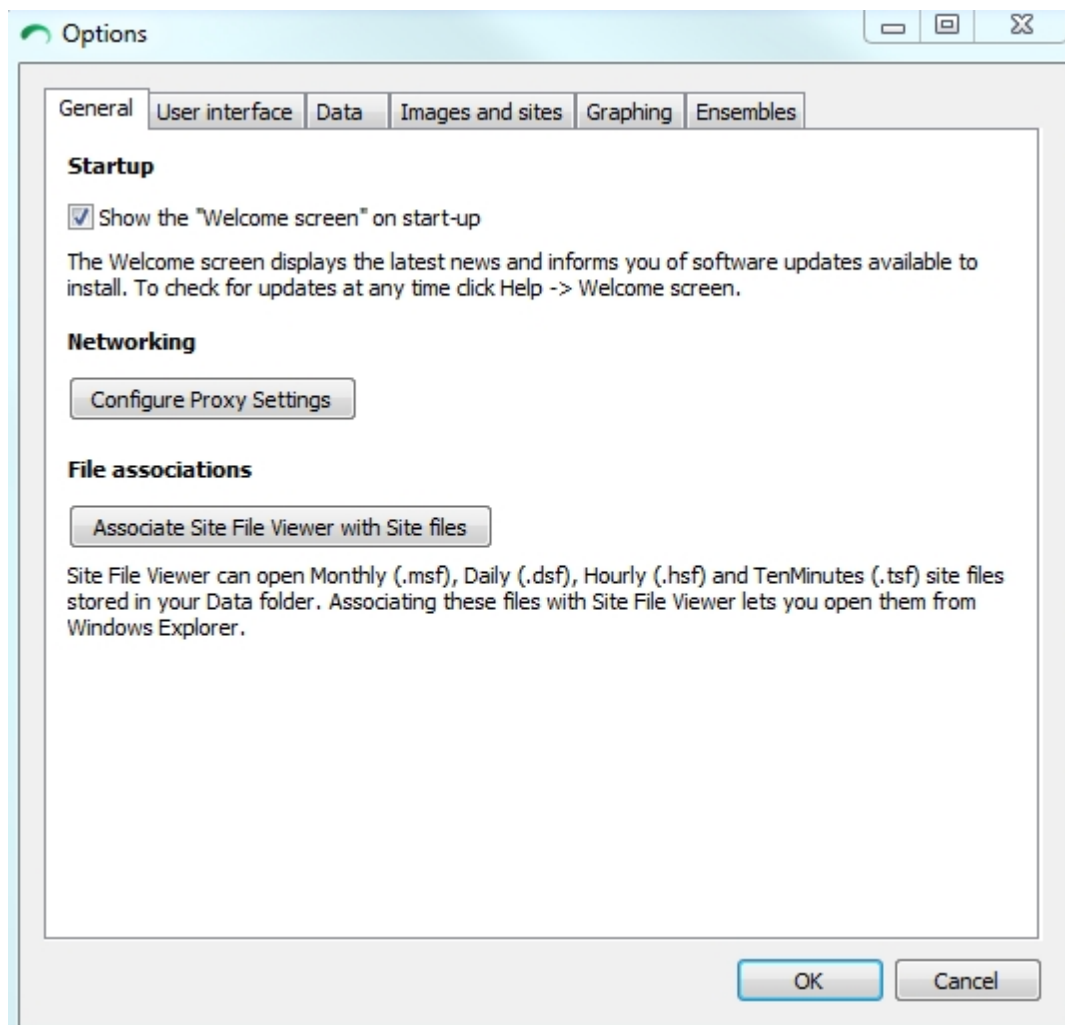 Options
General
User interface
Data
Images and sites
Graphing
Ensembles
Startup
Show the "Welcome screen" on start-up
The Welcome screen displays the latest news and informs you of software updates available to
install. To check for updates at any time click Help -> Welcome screen.
Networking
Configure Proxy Settings
File associations
Associate Site File Viewer with Site files
Site File Viewer can open Monthly (.msf), Daily (.dsf), Hourly (.hsf) and TenMinutes (.tsf) site files
stored in your Data folder. Associating these files with Site File Viewer lets you open them from
Windows Explorer.
OK
Cancel